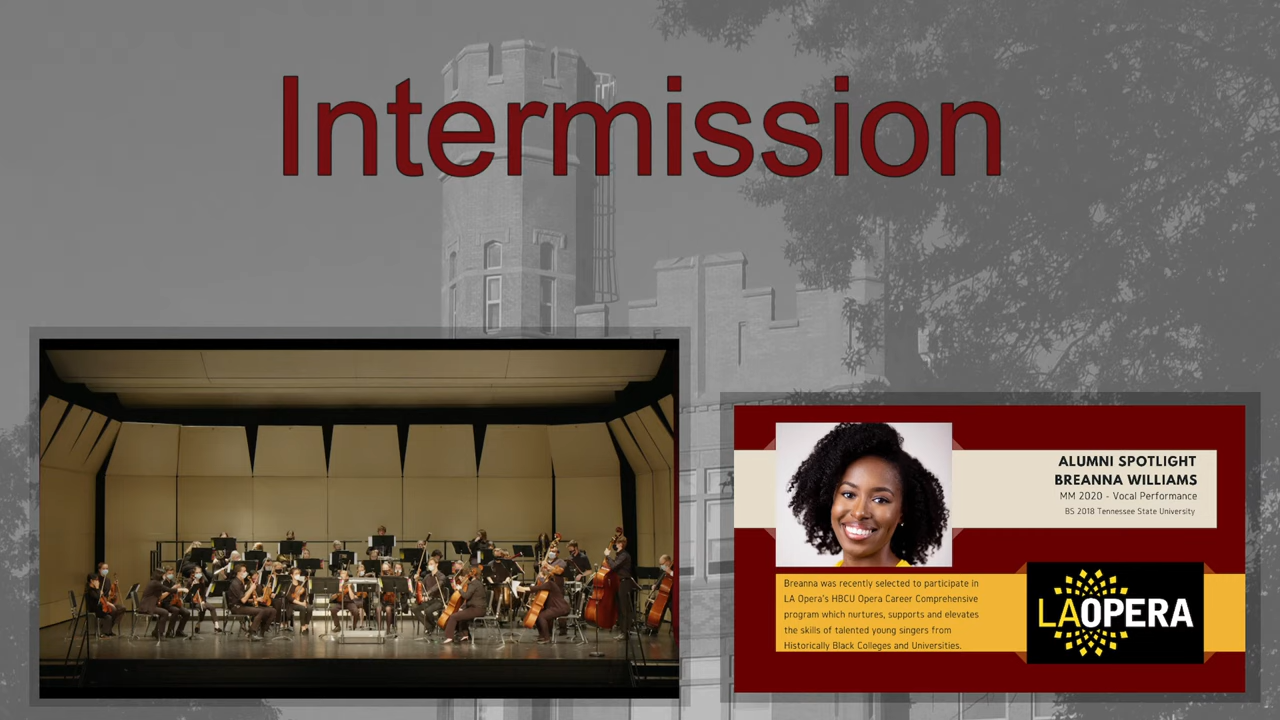 Intermission
ALUMNI SPOTLIGHT
BREANNA WILLIAMS
MM 2020 - Vocal Performance
BS 2018 Tennessee State University
Breanna was recently selected to participate in
LA Opera's HBCU Opera Career Comprehensive
program which nurtures, supports and elevates
the skills of talented young singers from
Historically Black Colleges and Universities.
LAOPERA